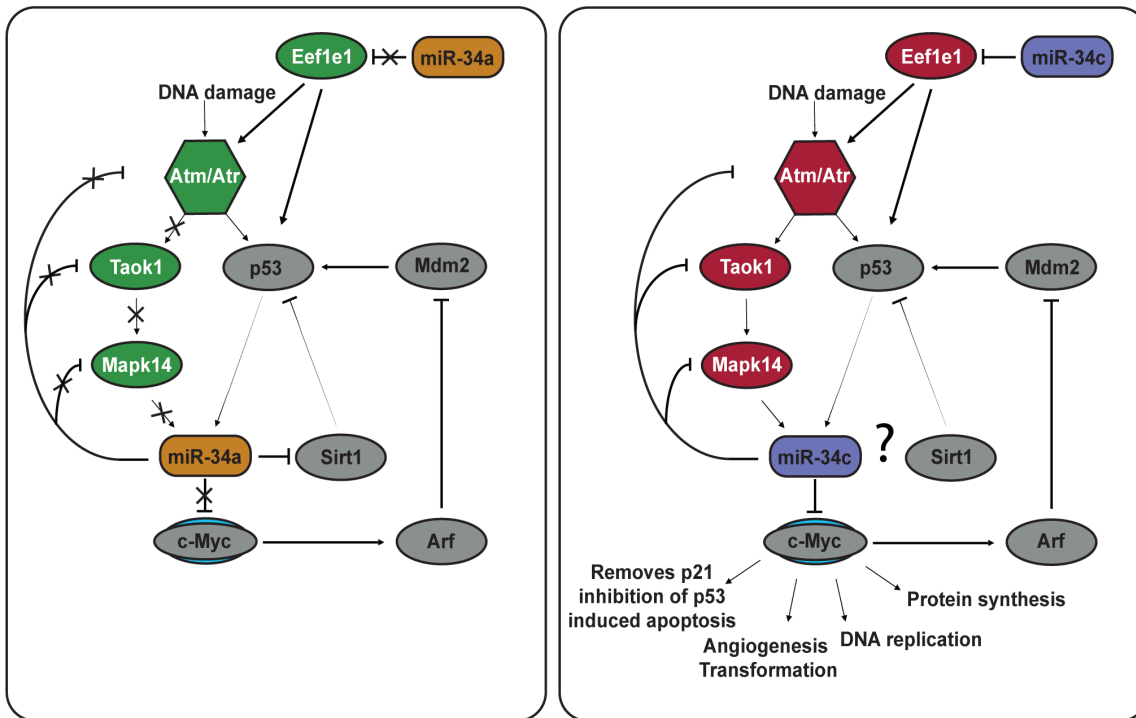 Eef1e1
miR-34a
DNA damage
Atm/Atr
Taok1
p53
Mdm2
Mapk14
miR-34a
Sirt1
c-Myc
Arf
Eef1e1
miR-34c
DNA damage
Atm/Atr
Taok1
p53
Mdm2
Mapk14
miR-34c
?
Sirt1
c-Myc
Arf
Removes p21
inhibition of p53
induced apoptosis
Angiogenesis
Transformation
DNA replication
Protein synthesis